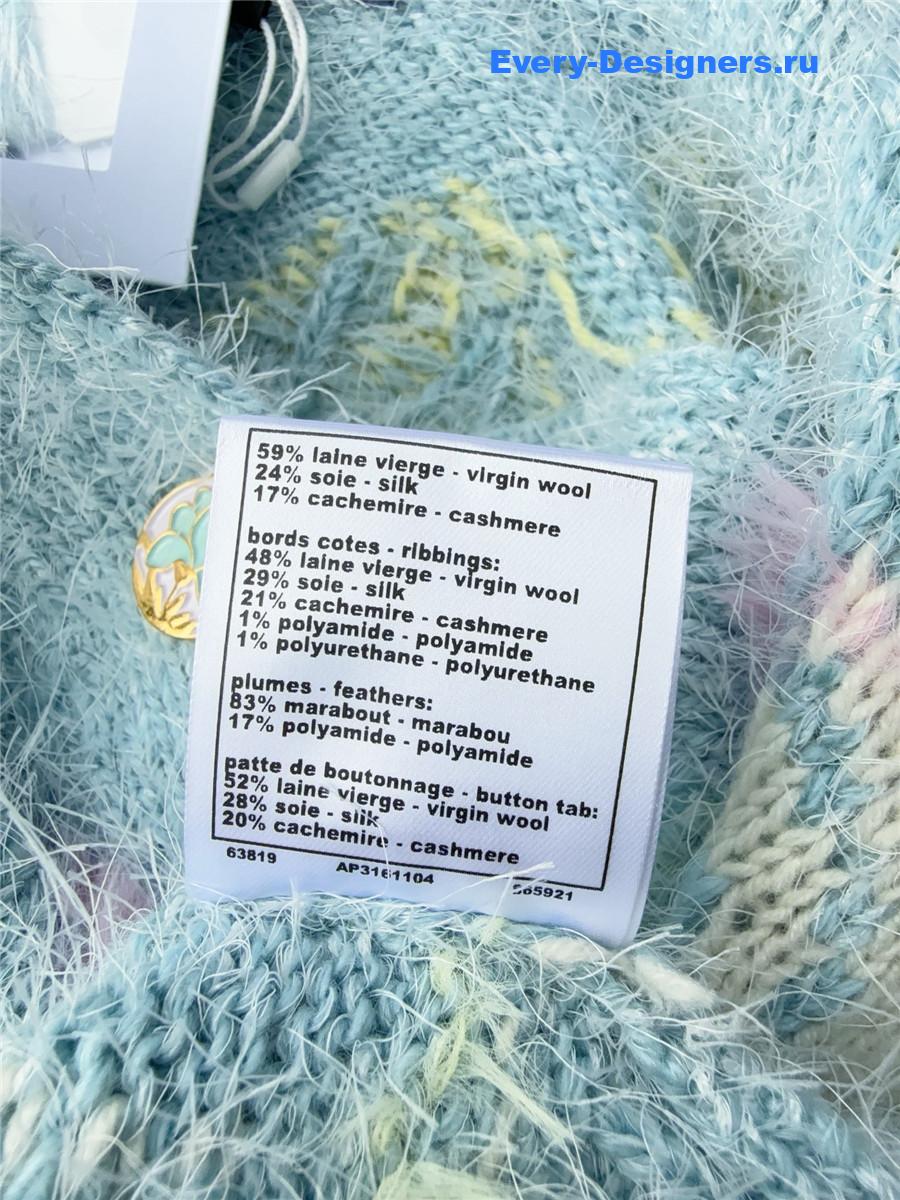 Every-Designers.ru
59% laine vierge - virgin wool
24% soie - silk
17% cachemire - cashmere
bords cotes - ribbings:
48% laine vierge - virgin wool
29% soie - silk
21% cachemire - cashmere
1% polyamide - polyamide
1% polyurethane - polyurethane
plumes - feathers:
83% marabout - marabou
17% polyamide - polyamide
patte de boutonnage - button tab:
52% laine vierge - virgin wool
28% soie - silk
20% cachemire - cashmere
63819 AP3161104